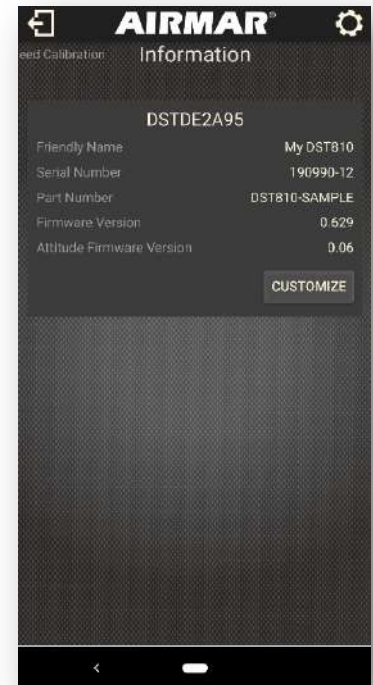 AIRMAR®
eed Calibration Information
DSTDE2A95
Friendly Name My DST810
Serial Number 190990-12
Part Number DST810-SAMPLE
Firmware Version 0.629
Attitude Firmware Version 0.06
CUSTOMIZE